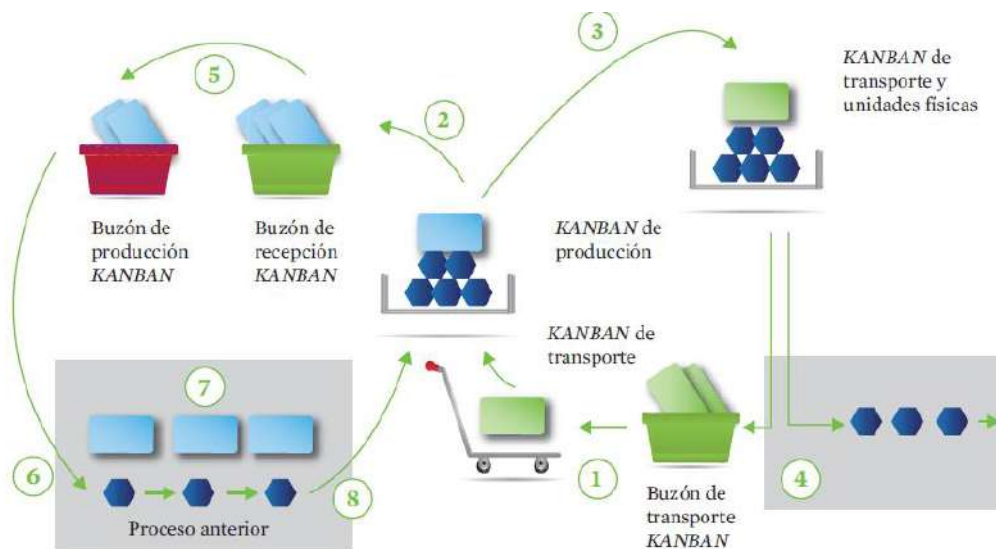 3
KANBAN de
transporte y
unidades físicas
5
2
Buzón de
producción
KANBAN
Buzón de
recepción
KANBAN
KANBAN de
producción
KANBAN de
transporte
7
6
8
1
4
Proceso anterior
Buzón de
transporte
KANBAN